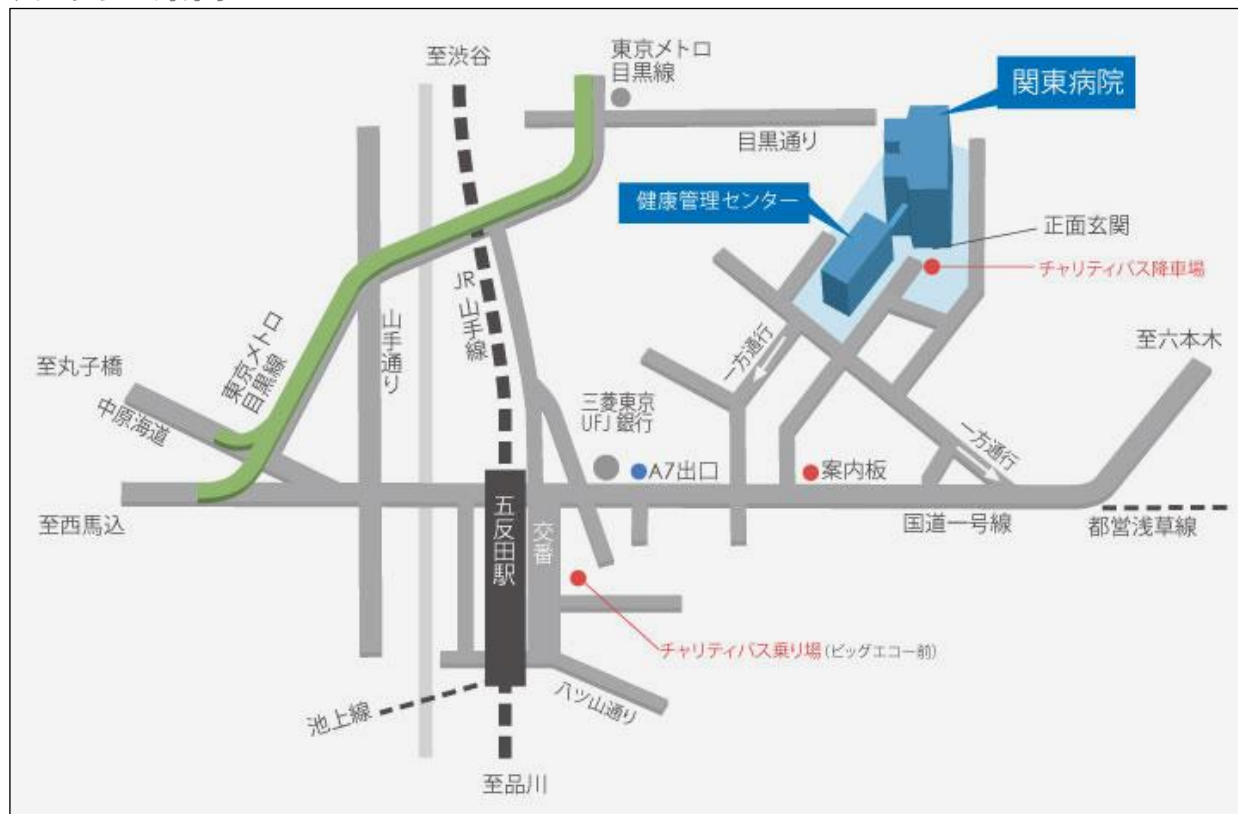 至渋谷
東京メトロ
目黒線
関東病院
目黒通り
健康管理センター
正面玄関
チャリティバス降車場
JR 山手線
山手通り
東京メトロ
目黒線
至丸子橋
中原海道
一方通行
至六本木
三菱東京
UFJ 銀行
A7出口
案内板
一方通行
至西馬込
五反田駅
交番
国道一号線
都営浅草線
チャリティバス乗り場(ビッグエコー前)
八ツ山通り
池上線
至品川